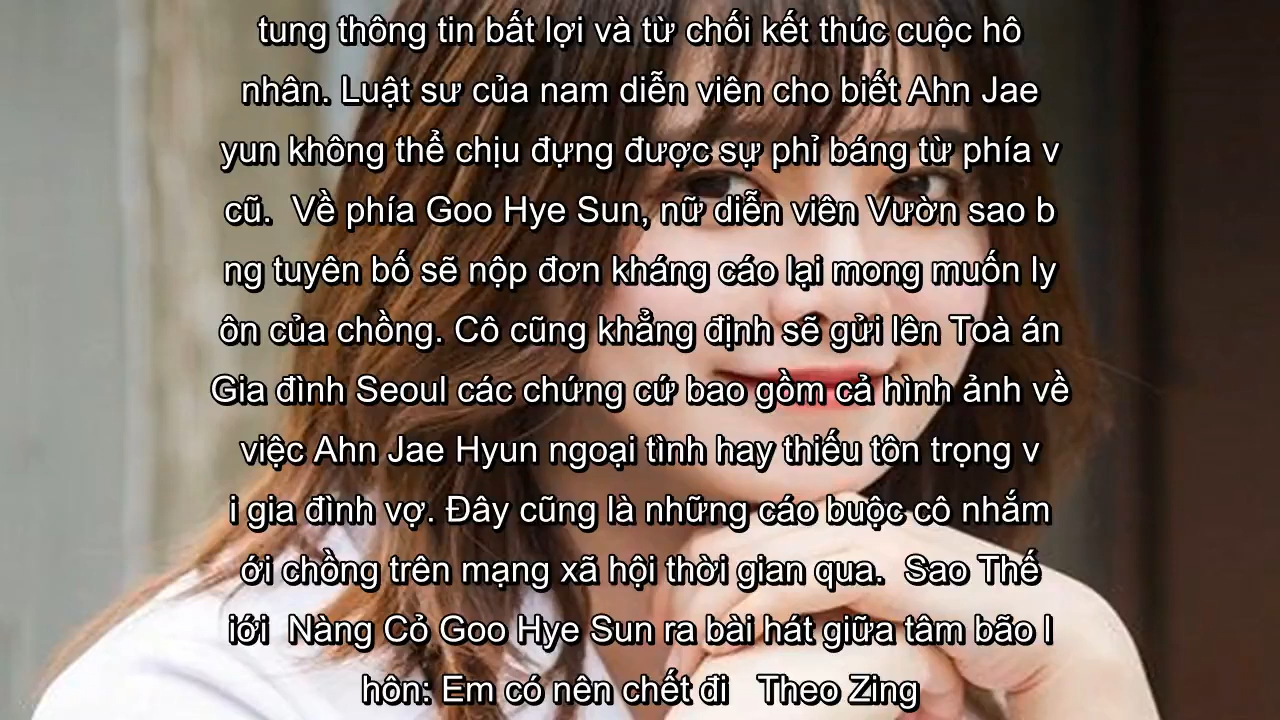 tung thông tin bất lợi và từ chối kết thúc cuộc hô
nhân. Luật sư của nam diễn viên cho biết Ahn Jae
yun không thể chịu đựng được sự phỉ báng từ phía v
cũ.  Về phía Goo Hye Sun, nữ diễn viên Vườn sao b
ng tuyên bố sẽ nộp đơn kháng cáo lại mong muốn ly
ôn của chồng. Cô cũng khẳng định sẽ gửi lên Toà án
Gia đình Seoul các chứng cứ bao gồm cả hình ảnh về
việc Ahn Jae Hyun ngoại tình hay thiếu tôn trọng v
i gia đình vợ. Đây cũng là những cáo buộc cô nhắm
ới chồng trên mạng xã hội thời gian qua.  Sao Thế
iới  Nàng Cỏ Goo Hye Sun ra bài hát giữa tâm bão l
hôn: Em có nên chết đi   Theo Zing